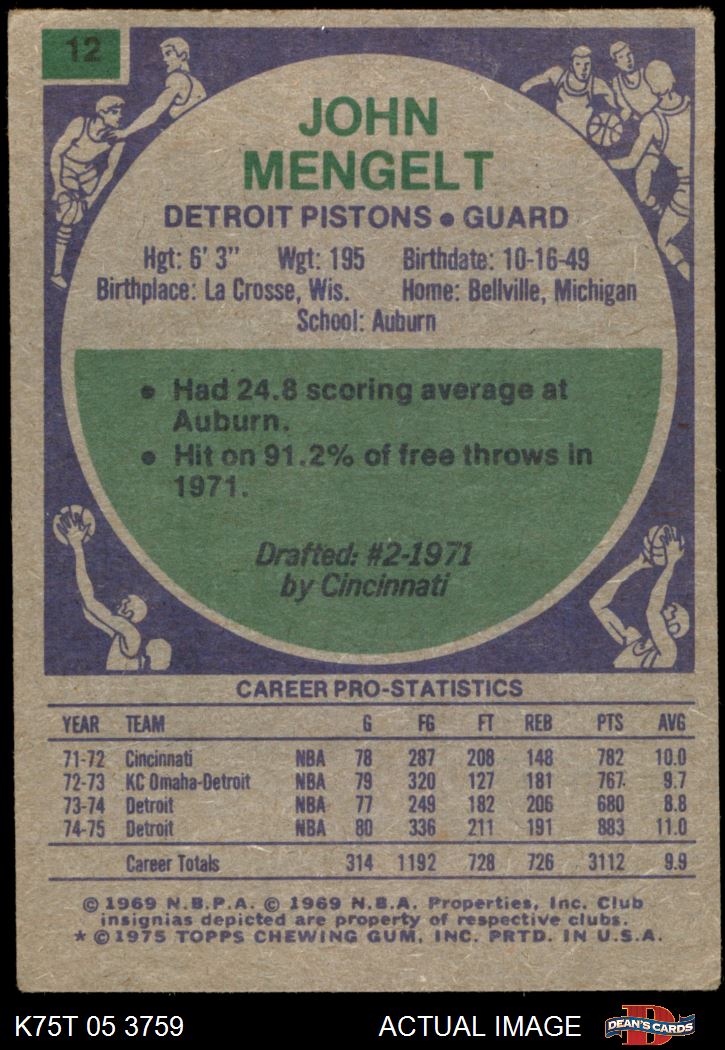 12
JOHN
MENGELT
DETROIT PISTONS ● GUARD
Hgt: 6' 3" Wgt: 195 Birthdate: 10-16-49
Birthplace: La Crosse, Wis. Home: Bellville, Michigan
School: Auburn
● Had 24.8 scoring average at
Auburn.
● Hit on 91.2% of free throws in
1971.
Drafted: #2-1971
by Cincinnati
CAREER PRO-STATISTICS
YEAR TEAM G FG FT REB PTS AVG
71-72 Cincinnati NBA 78 287 208 148 782 10.0
72-73 KC Omaha-Detroit NBA 79 320 127 181 767 9.7
73-74 Detroit NBA 77 249 182 206 680 8.8
74-75 Detroit NBA 80 336 211 191 883 11.0
Career Totals 314 1192 728 726 3112 9.9
© 1969 N.B.P.A. © 1969 N.B.A. Properties, Inc. Club
insignias depicted are property of respective clubs.
* © 1975 TOPPS CHEWING GUM, INC. PRTD. IN U.S.A.
K75T 05 3759 ACTUAL IMAGE D DEAN'S CARDS